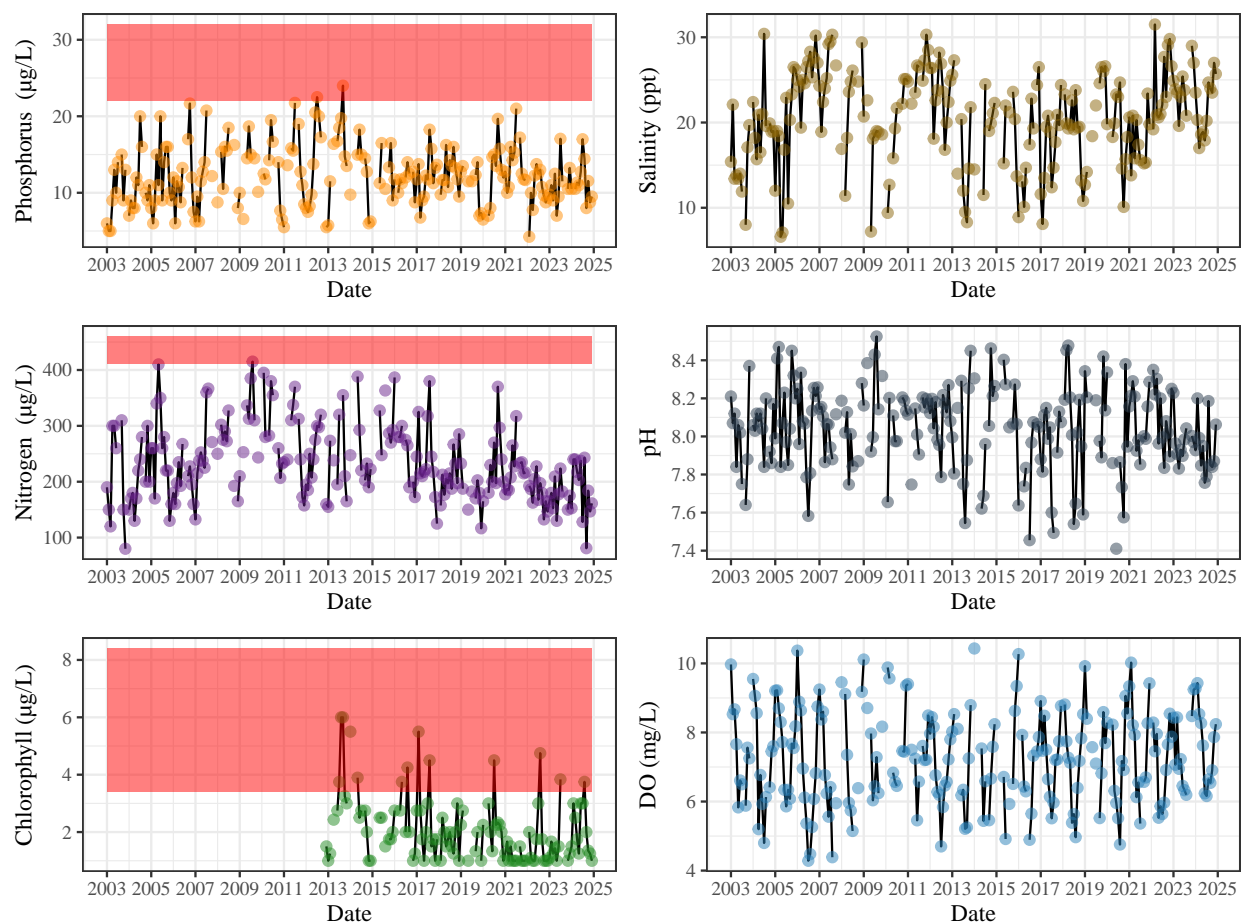 Phosphorus (µg/L)
30
20
10
2003 2005 2007 2009 2011 2013 2015 2017 2019 2021 2023 2025
Date
Salinity (ppt)
30
20
10
2003 2005 2007 2009 2011 2013 2015 2017 2019 2021 2023 2025
Date
Nitrogen (µg/L)
400
300
200
100
2003 2005 2007 2009 2011 2013 2015 2017 2019 2021 2023 2025
Date
pH
8.4
8.2
8.0
7.8
7.6
7.4
2003 2005 2007 2009 2011 2013 2015 2017 2019 2021 2023 2025
Date
Chlorophyll (µg/L)
8
6
4
2
2003 2005 2007 2009 2011 2013 2015 2017 2019 2021 2023 2025
Date
DO (mg/L)
10
8
6
4
2003 2005 2007 2009 2011 2013 2015 2017 2019 2021 2023 2025
Date